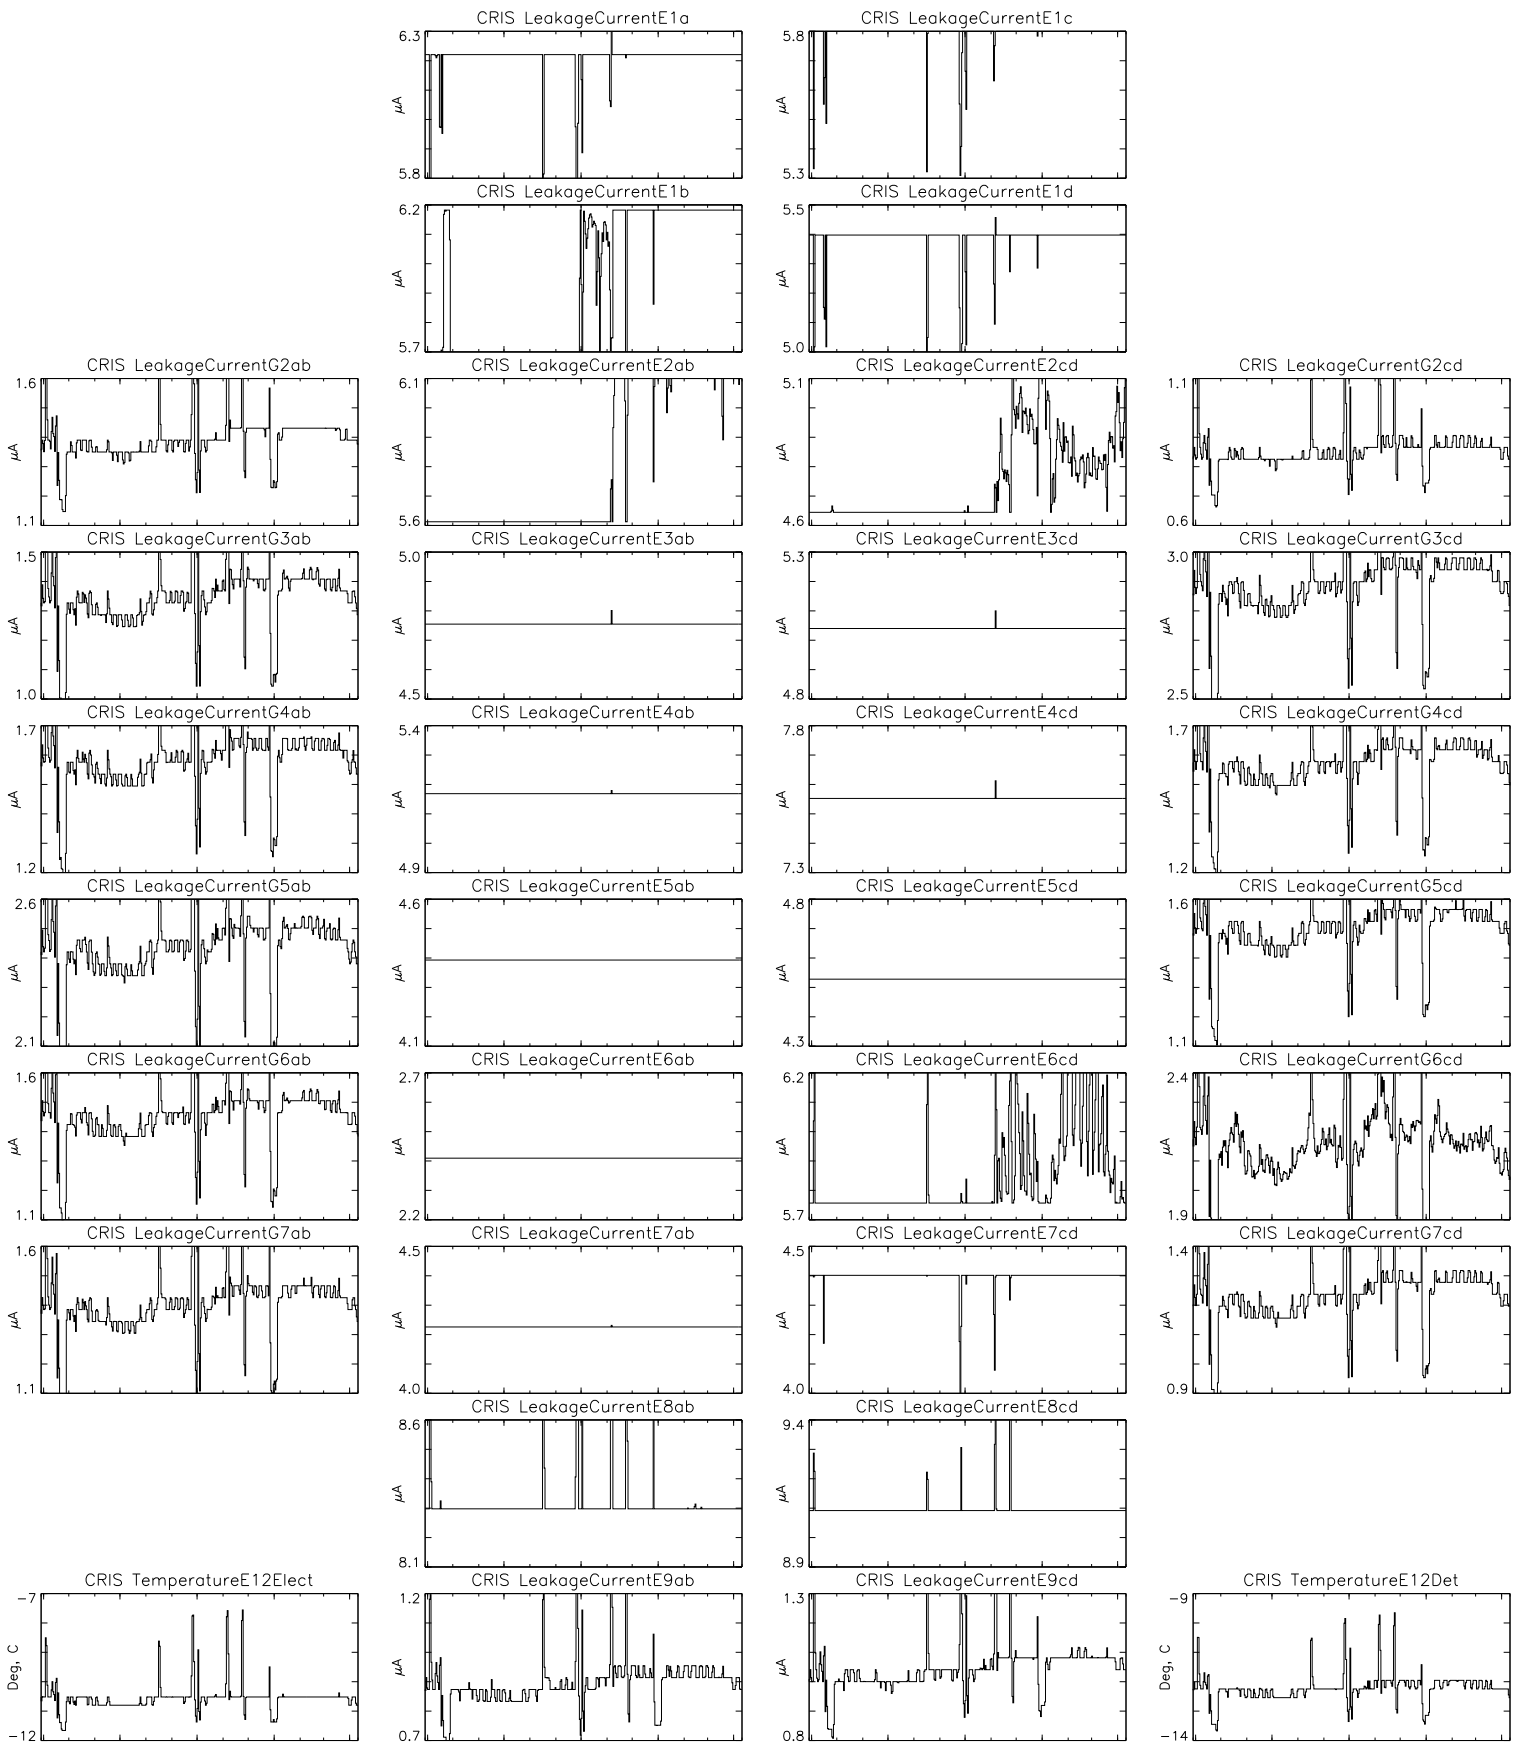 CRIS LeakageCurrentE1a
CRIS LeakageCurrentE1c
6.3
μA
5.8
5.8
μA
5.3
CRIS LeakageCurrentE1b
CRIS LeakageCurrentE1d
6.2
μA
5.7
5.5
μA
5.0
CRIS LeakageCurrentG2ab
CRIS LeakageCurrentE2ab
CRIS LeakageCurrentE2cd
CRIS LeakageCurrentG2cd
1.6
μA
1.1
6.1
μA
5.6
5.1
μA
4.6
1.1
μA
0.6
CRIS LeakageCurrentG3ab
CRIS LeakageCurrentE3ab
CRIS LeakageCurrentE3cd
CRIS LeakageCurrentG3cd
1.5
μA
1.0
5.0
μA
4.5
5.3
μA
4.8
3.0
μA
2.5
CRIS LeakageCurrentG4ab
CRIS LeakageCurrentE4ab
CRIS LeakageCurrentE4cd
CRIS LeakageCurrentG4cd
1.7
μA
1.2
5.4
μA
4.9
7.8
μA
7.3
1.7
μA
1.2
CRIS LeakageCurrentG5ab
CRIS LeakageCurrentE5ab
CRIS LeakageCurrentE5cd
CRIS LeakageCurrentG5cd
2.6
μA
2.1
4.6
μA
4.1
4.8
μA
4.3
1.6
μA
1.1
CRIS LeakageCurrentG6ab
CRIS LeakageCurrentE6ab
CRIS LeakageCurrentE6cd
CRIS LeakageCurrentG6cd
1.6
μA
1.1
2.7
μA
2.2
6.2
μA
5.7
2.4
μA
1.9
CRIS LeakageCurrentG7ab
CRIS LeakageCurrentE7ab
CRIS LeakageCurrentE7cd
CRIS LeakageCurrentG7cd
1.6
μA
1.1
4.5
μA
4.0
4.5
μA
4.0
1.4
μA
0.9
CRIS LeakageCurrentE8ab
CRIS LeakageCurrentE8cd
8.6
μA
8.1
9.4
μA
8.9
CRIS TemperatureE12Elect
CRIS LeakageCurrentE9ab
CRIS LeakageCurrentE9cd
CRIS TemperatureE12Det
-7
Deg, C
-12
1.2
μA
0.7
1.3
μA
0.8
-9
Deg, C
-14